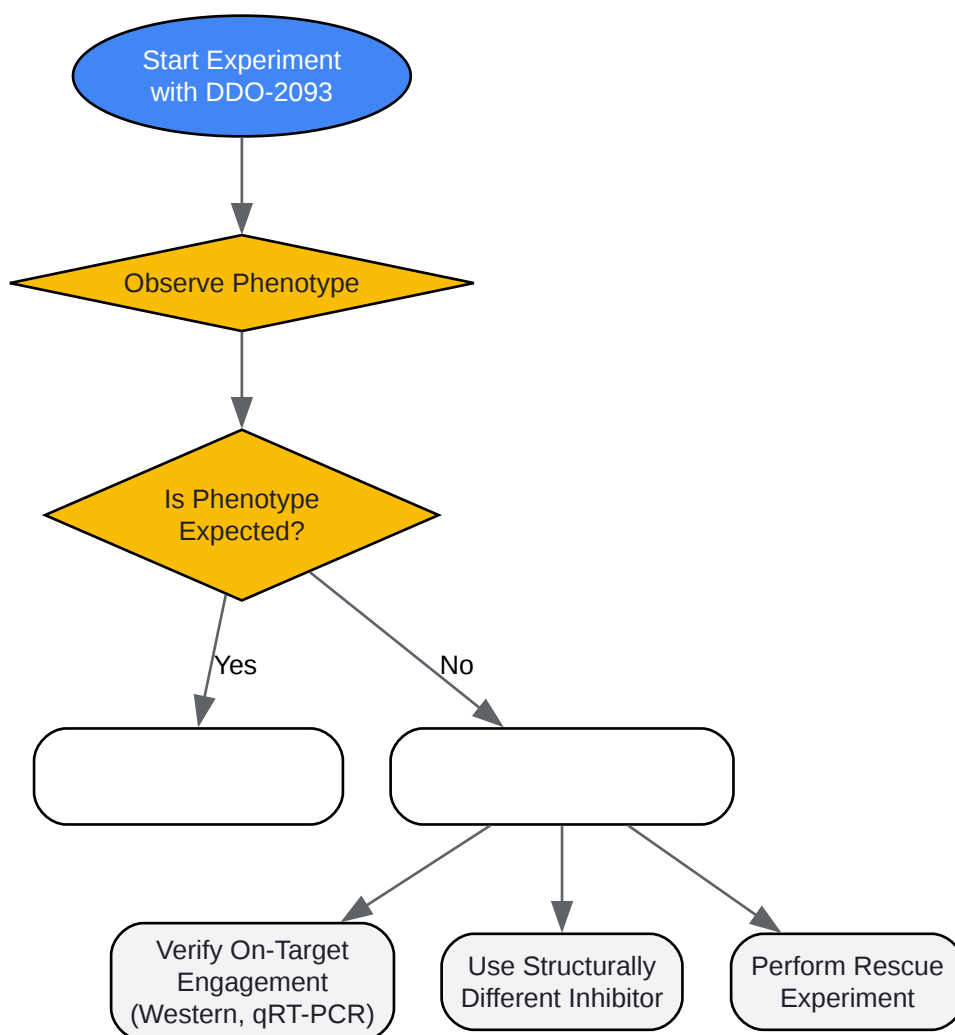 Start Experiment
with DDO-2093
Observe Phenotype
Is Phenotype
Expected?
Yes
No
Verify On-Target
Engagement
(Western, qRT-PCR)
Use Structurally
Different Inhibitor
Perform Rescue
Experiment